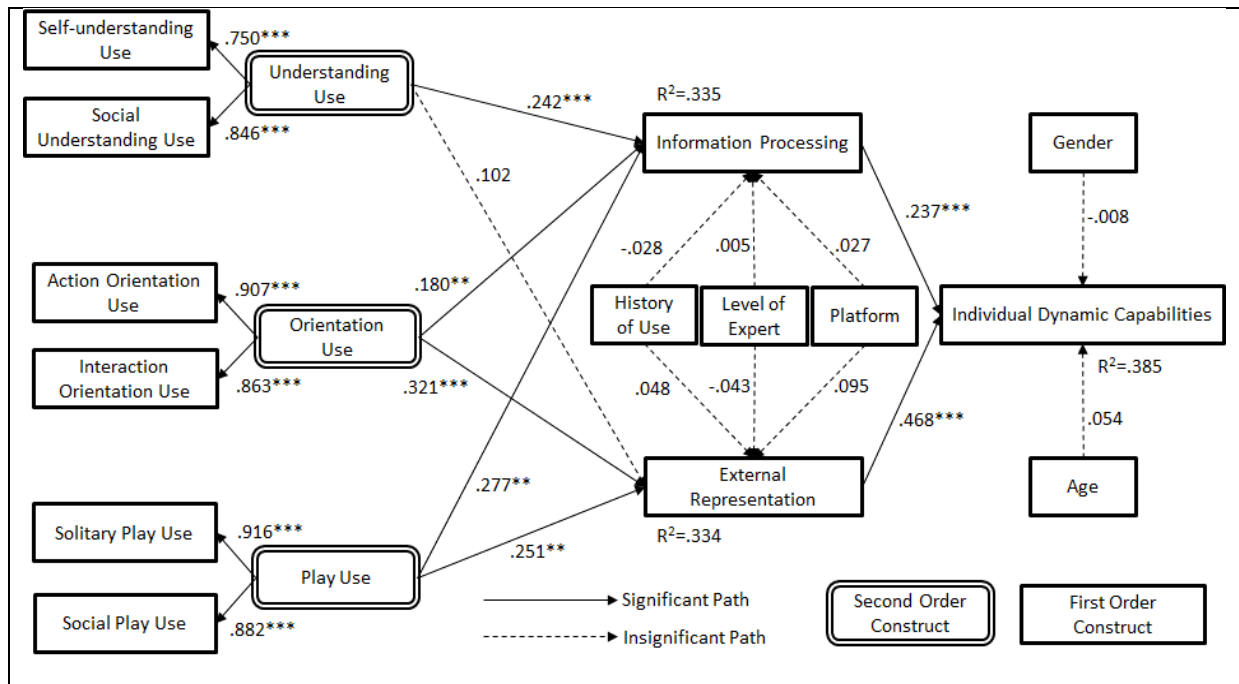 Self-understanding
Use
.750***
Understanding
Use
Social
Understanding Use
.846***
.242***
R²=.335
Information Processing
Gender
.102
.237***
-.008
-.028
.005
.027
Action Orientation
Use
.907***
.180**
Orientation
Use
History
of Use
Level of
Expert
Platform
Individual Dynamic Capabilities
Interaction
Orientation Use
.863***
.321***
.048
-.043
.095
R²=.385
.468***
.054
.277**
External
Representation
Age
Solitary Play Use
.916***
.251**
R²=.334
Play Use
Social Play Use
.882***
Significant Path
Insignificant Path
Second Order
Construct
First Order
Construct